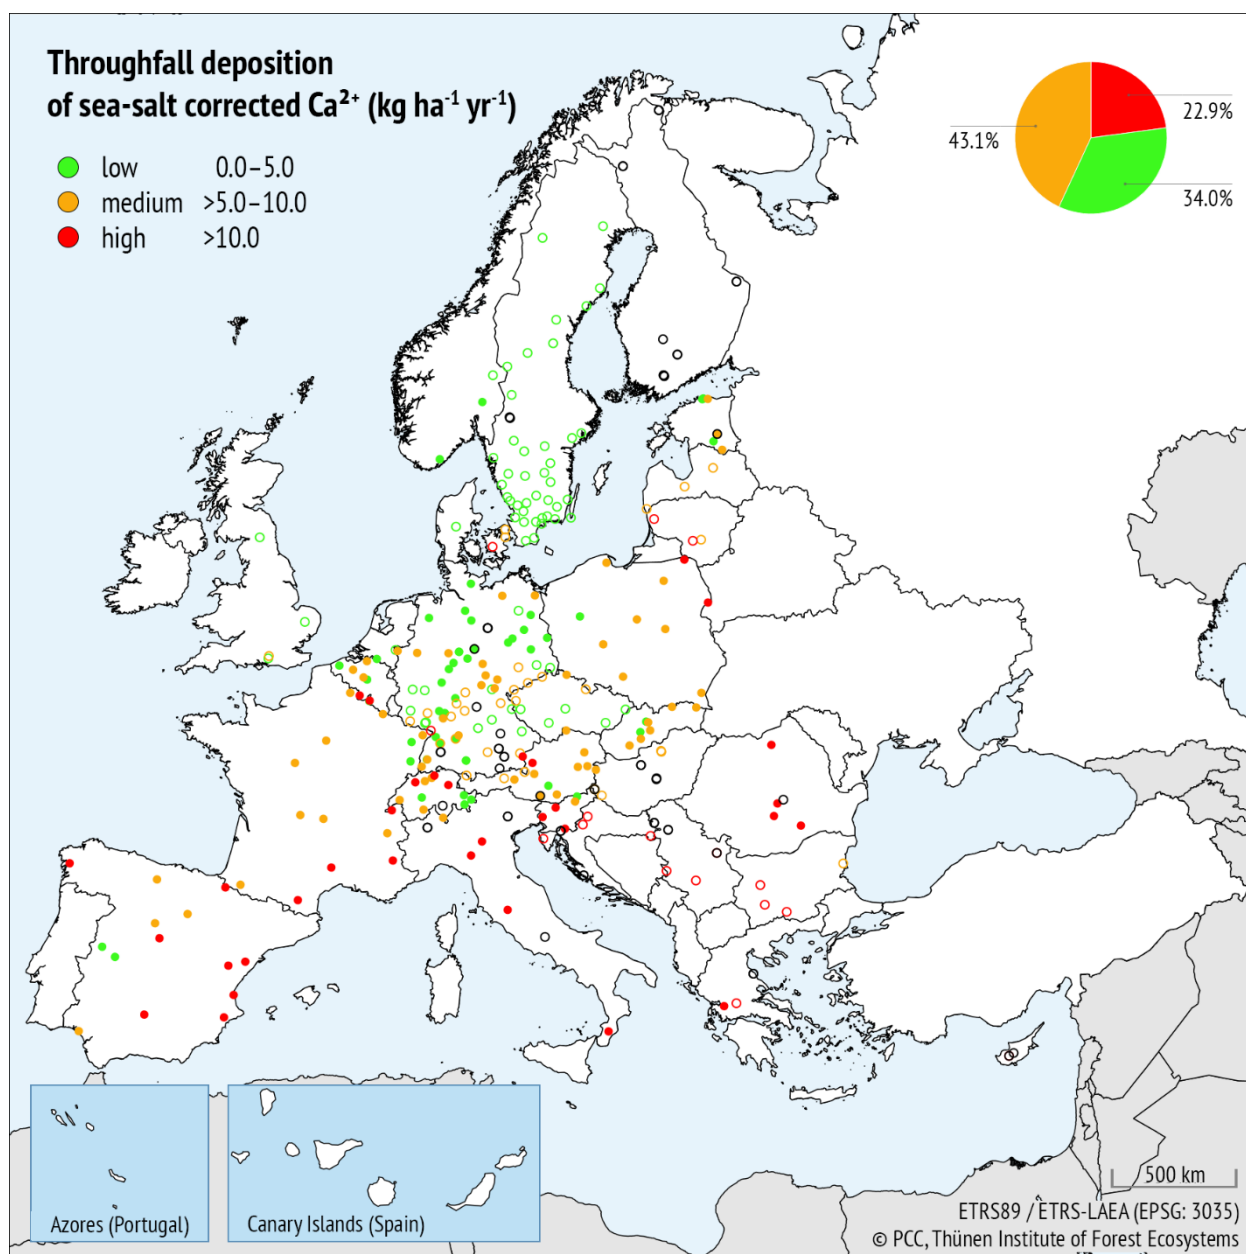 Throughfall deposition
of sea-salt corrected Ca²⁺ (kg ha⁻¹ yr⁻¹)
low 0.0–5.0
medium >5.0–10.0
high >10.0
22.9%
43.1%
34.0%
500 km
Azores (Portugal)
Canary Islands (Spain)
ETRS89 / ETRS-LAEA (EPSG: 3035)
© PCC, Thünen Institute of Forest Ecosystems